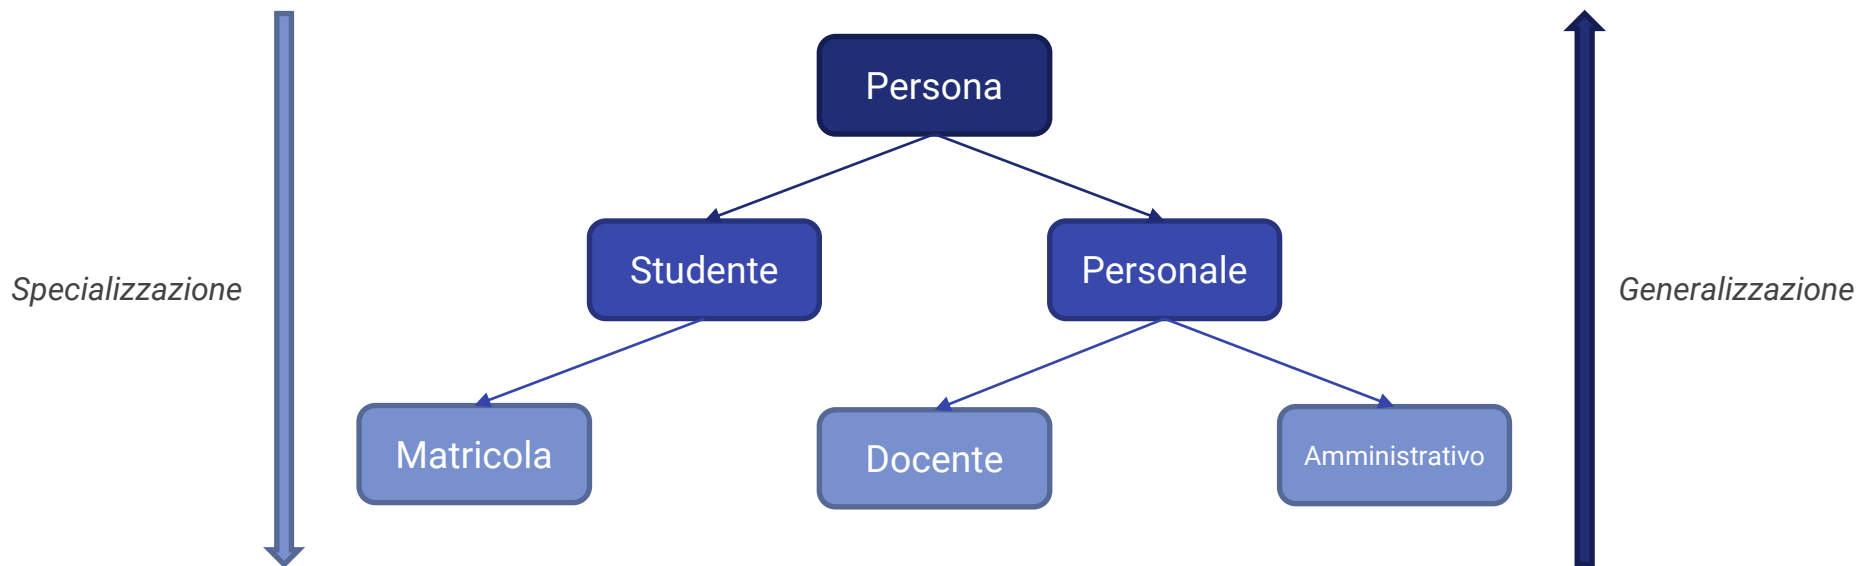 Persona
Studente
Personale
Specializzazione
Generalizzazione
Matricola
Docente
Amministrativo